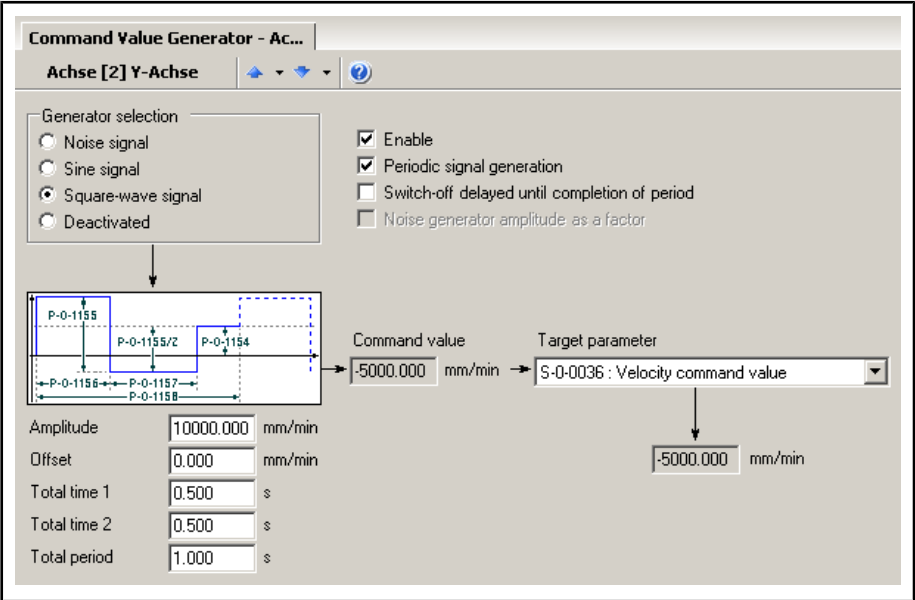 Command Value Generator - Ac...
Achse [2] Y-Achse
Generator selection
Noise signal
Sine signal
Square-wave signal
Deactivated
Enable
Periodic signal generation
Switch-off delayed until completion of period
Noise generator amplitude as a factor
P-0-1155
P-0-1155/2 P-0-1154
P-0-1156 P-0-1157
P-0-1158
Command value
-5000.000 mm/min
Target parameter
S-0-0036 : Velocity command value
-5000.000 mm/min
Amplitude 10000.000 mm/min
Offset 0.000 mm/min
Total time 1 0.500 s
Total time 2 0.500 s
Total period 1.000 s